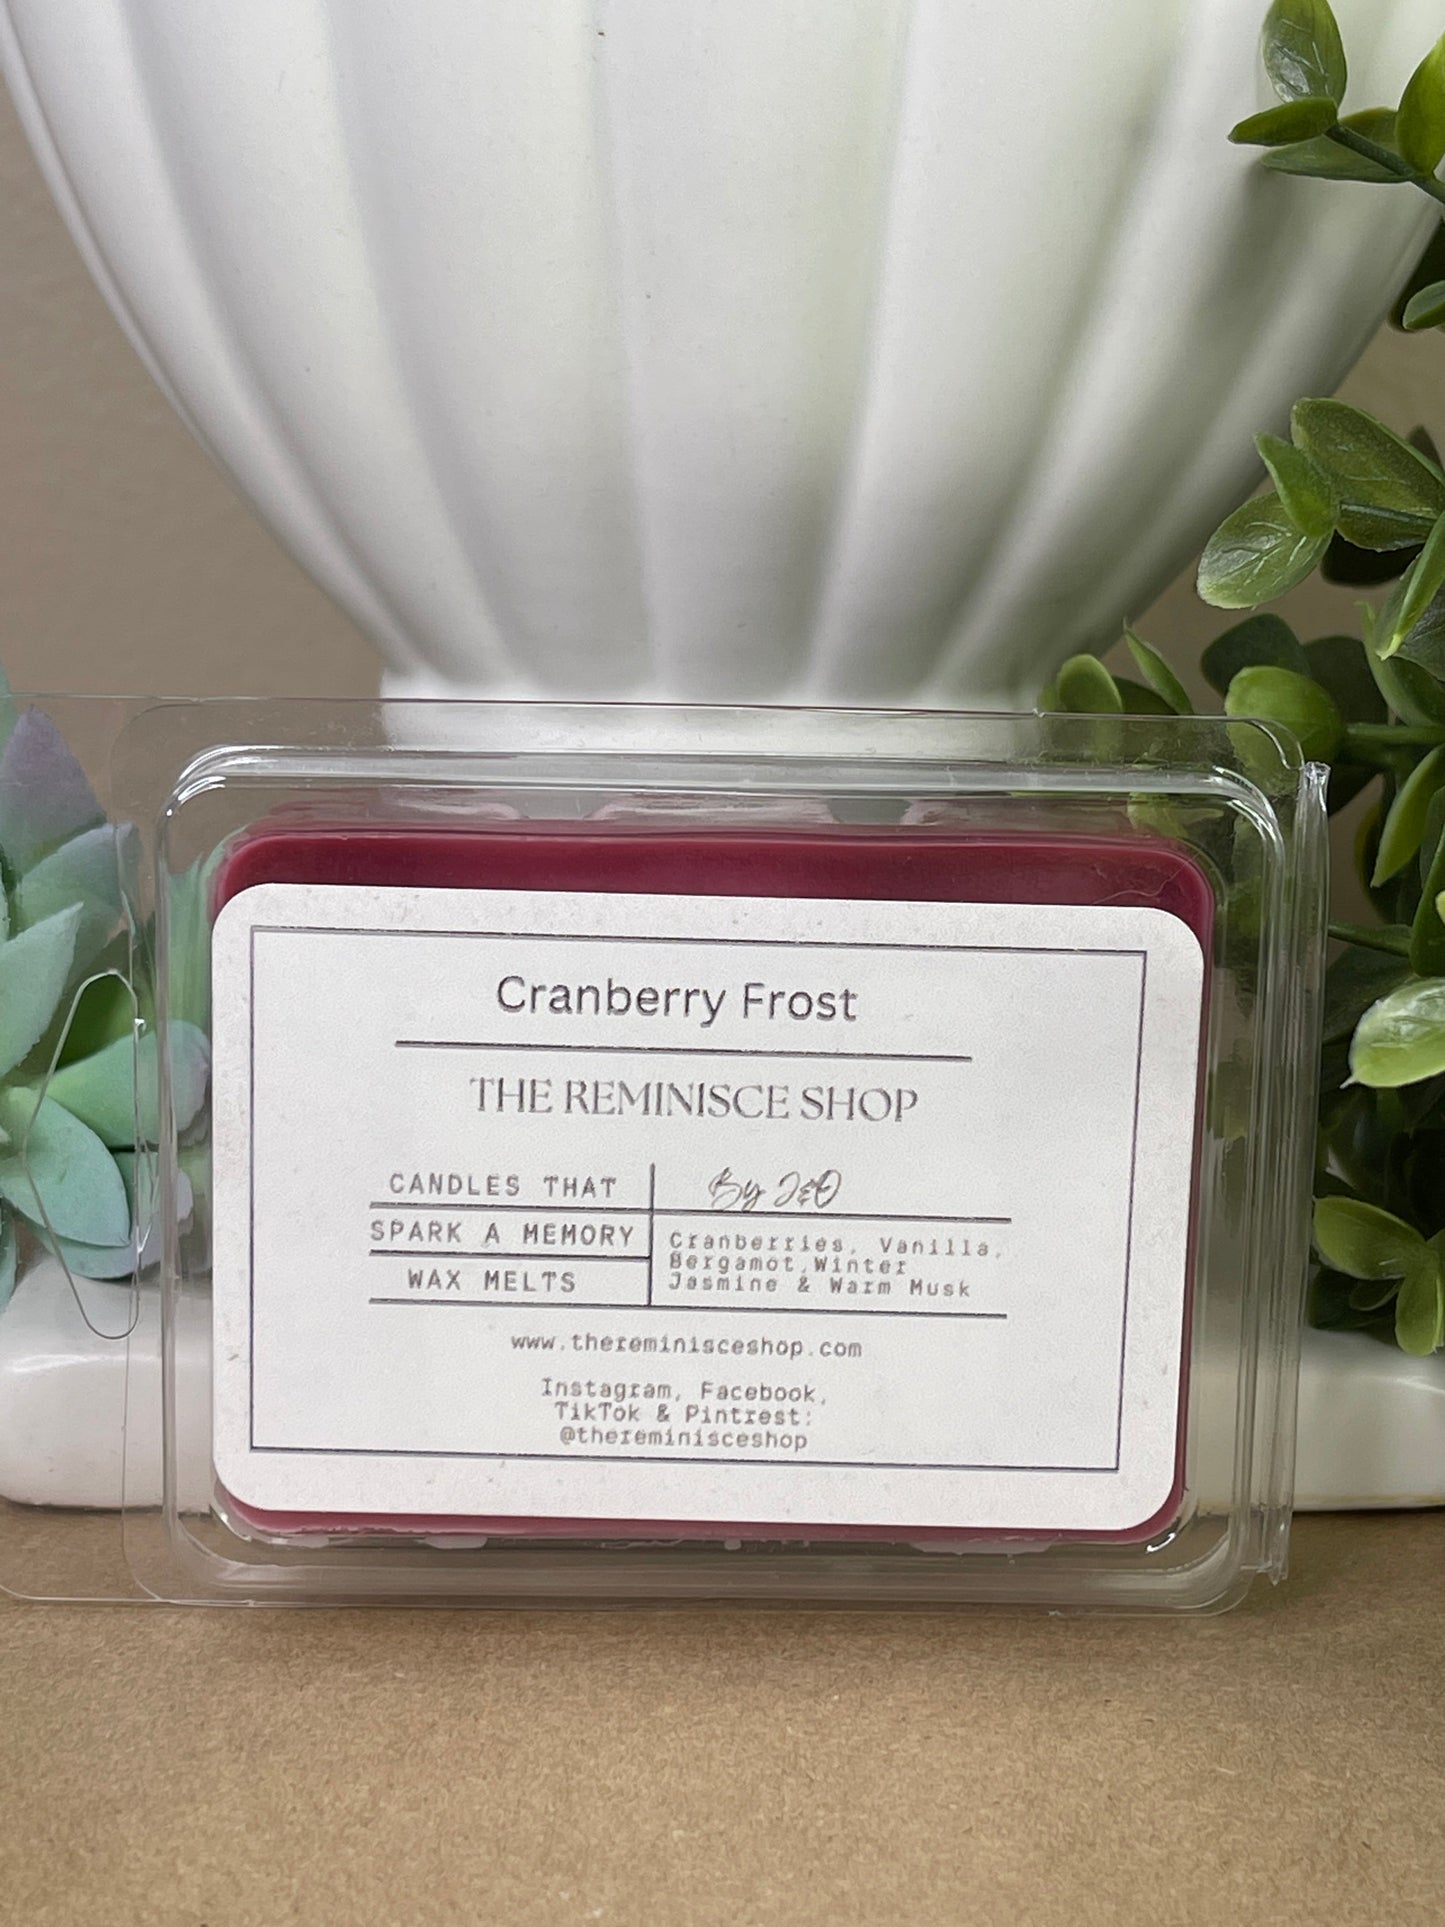 Cranberry Frost
THE REMINISCE SHOP
CANDLES THAT
SPARK A MEMORY
WAX MELTS
By J&O
Cranberries, Vanilla,
Bergamot,Winter
Jasmine & Warm Musk
www.thereminisceshop.com
Instagram, Facebook,
TikTok & Pintrest:
@thereminisceshop